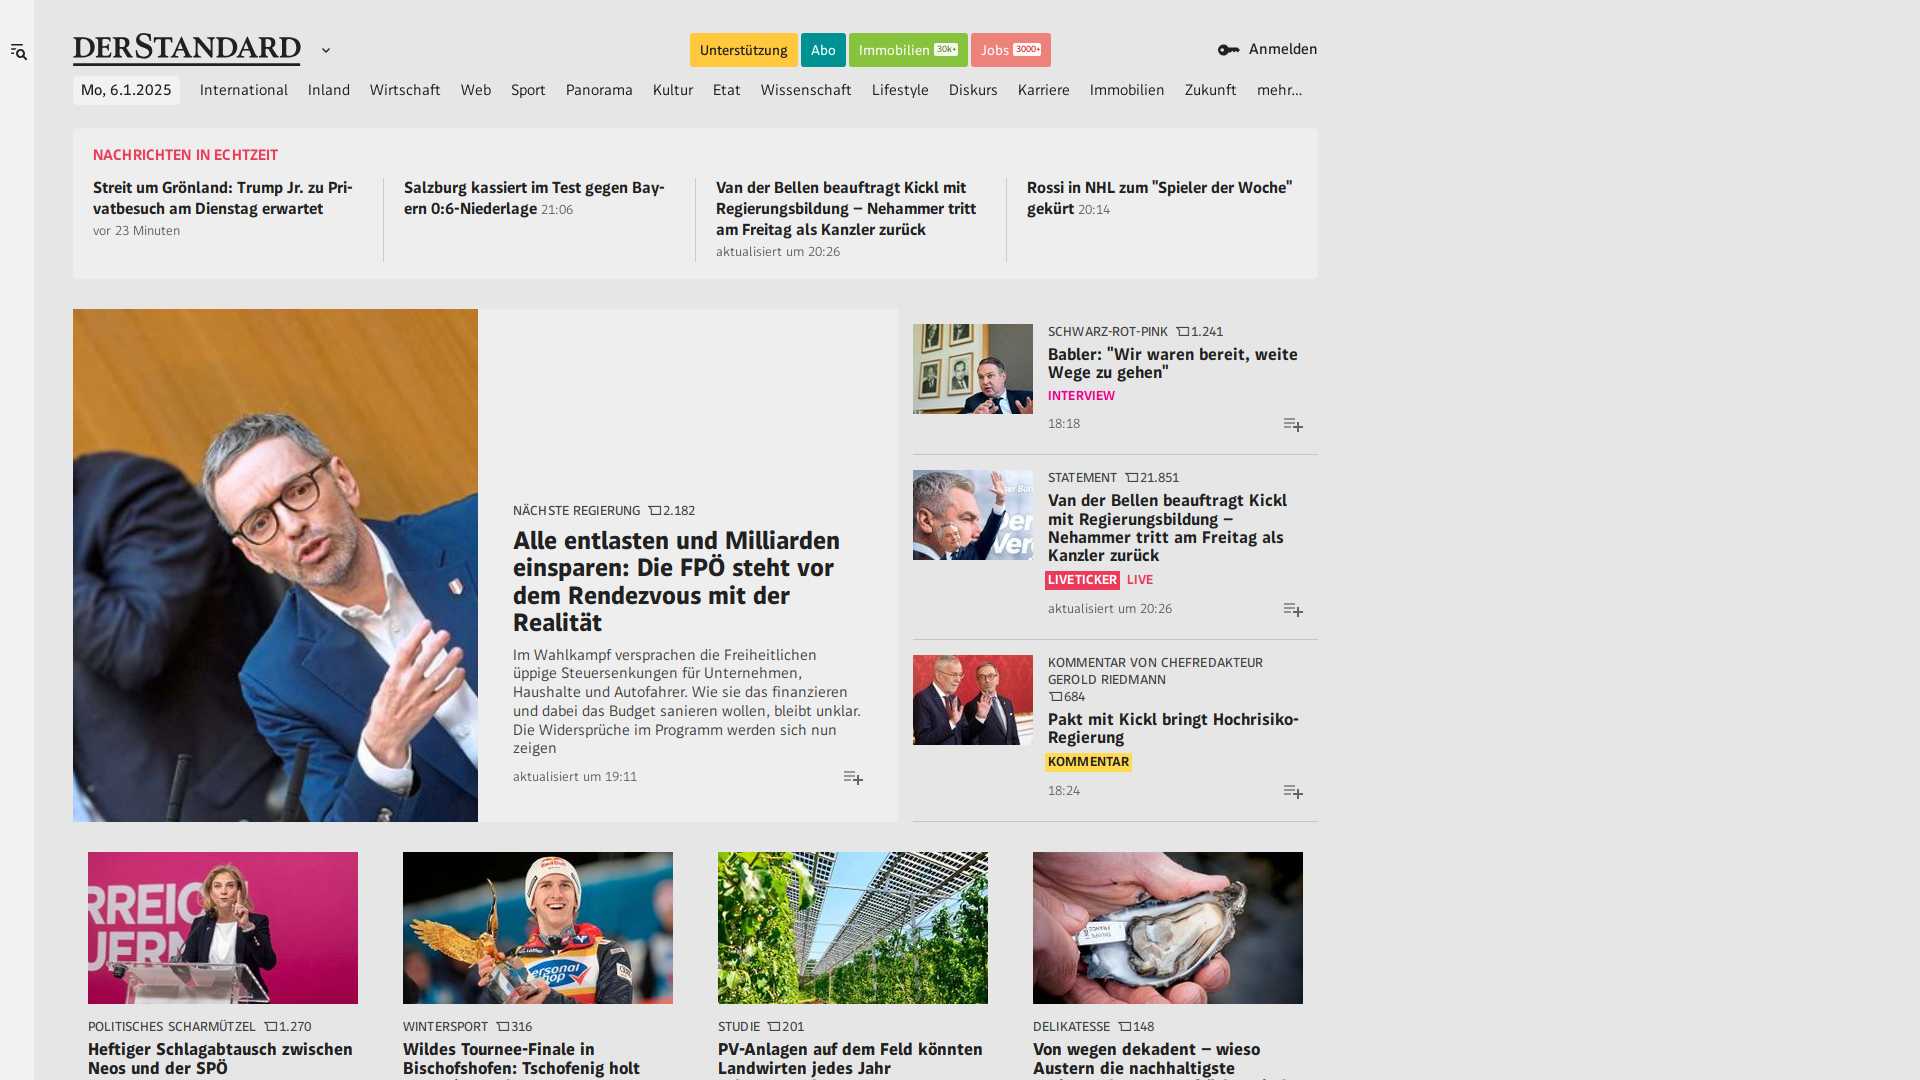 DERSTANDARD
Unterstützung
Abo
Immobilien 30k+
Jobs 3000+
Anmelden
Mo, 6.1.2025
International
Inland
Wirtschaft
Web
Sport
Panorama
Kultur
Etat
Wissenschaft
Lifestyle
Diskurs
Karriere
Immobilien
Zukunft
mehr…
NACHRICHTEN IN ECHTZEIT
Streit um Grönland: Trump Jr. zu Pri-
vatbesuch am Dienstag erwartet
vor 23 Minuten
Salzburg kassiert im Test gegen Bay-
ern 0:6-Niederlage 21:06
Van der Bellen beauftragt Kickl mit
Regierungsbildung – Nehammer tritt
am Freitag als Kanzler zurück
aktualisiert um 20:26
Rossi in NHL zum "Spieler der Woche"
gekürt 20:14
NÄCHSTE REGIERUNG 2.182
Alle entlasten und Milliarden
einsparen: Die FPÖ steht vor
dem Rendezvous mit der
Realität
Im Wahlkampf versprachen die Freiheitlichen
üppige Steuersenkungen für Unternehmen,
Haushalte und Autofahrer. Wie sie das finanzieren
und dabei das Budget sanieren wollen, bleibt unklar.
Die Widersprüche im Programm werden sich nun
zeigen
aktualisiert um 19:11
SCHWARZ-ROT-PINK 1.241
Babler: "Wir waren bereit, weite
Wege zu gehen"
INTERVIEW
18:18
STATEMENT 21.851
Van der Bellen beauftragt Kickl
mit Regierungsbildung –
Nehammer tritt am Freitag als
Kanzler zurück
LIVETICKER LIVE
aktualisiert um 20:26
KOMMENTAR VON CHEFREDAKTEUR
GEROLD RIEDMANN
684
Pakt mit Kickl bringt Hochrisiko-
Regierung
KOMMENTAR
18:24
RREIC
UERN
POLITISCHES SCHARMÜTZEL 1.270
Heftiger Schlagabtausch zwischen
Neos und der SPÖ
ersonal
hop
WINTERSPORT 316
Wildes Tournee-Finale in
Bischofshofen: Tschofenig holt
STUDIE 201
PV-Anlagen auf dem Feld könnten
Landwirten jedes Jahr
FRANCE
DELIKATESSE 148
Von wegen dekadent – wieso
Austern die nachhaltigste